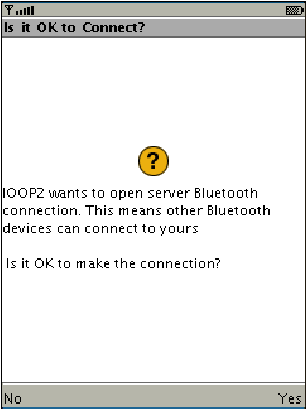 Is it OK to Connect?
?
IOOPZ wants to open server Bluetooth
connection. This means other Bluetooth
devices can connect to yours
Is it OK to make the connection?
No Yes